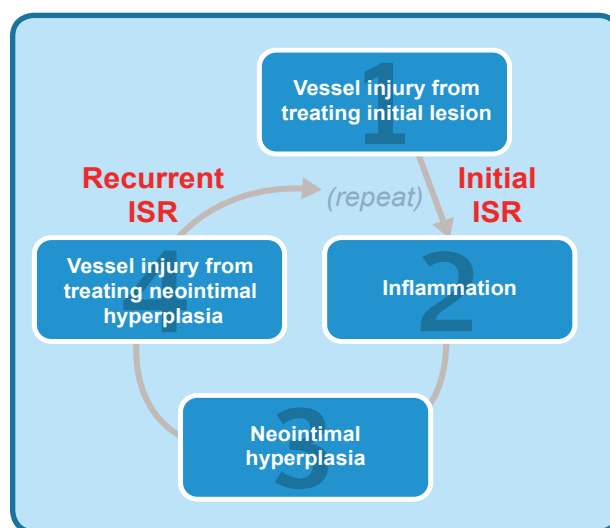 1
Vessel injury from
treating initial lesion
Recurrent
ISR
(repeat)
Initial
ISR
4
Vessel injury from
treating neointimal
hyperplasia
2
Inflammation
3
Neointimal
hyperplasia